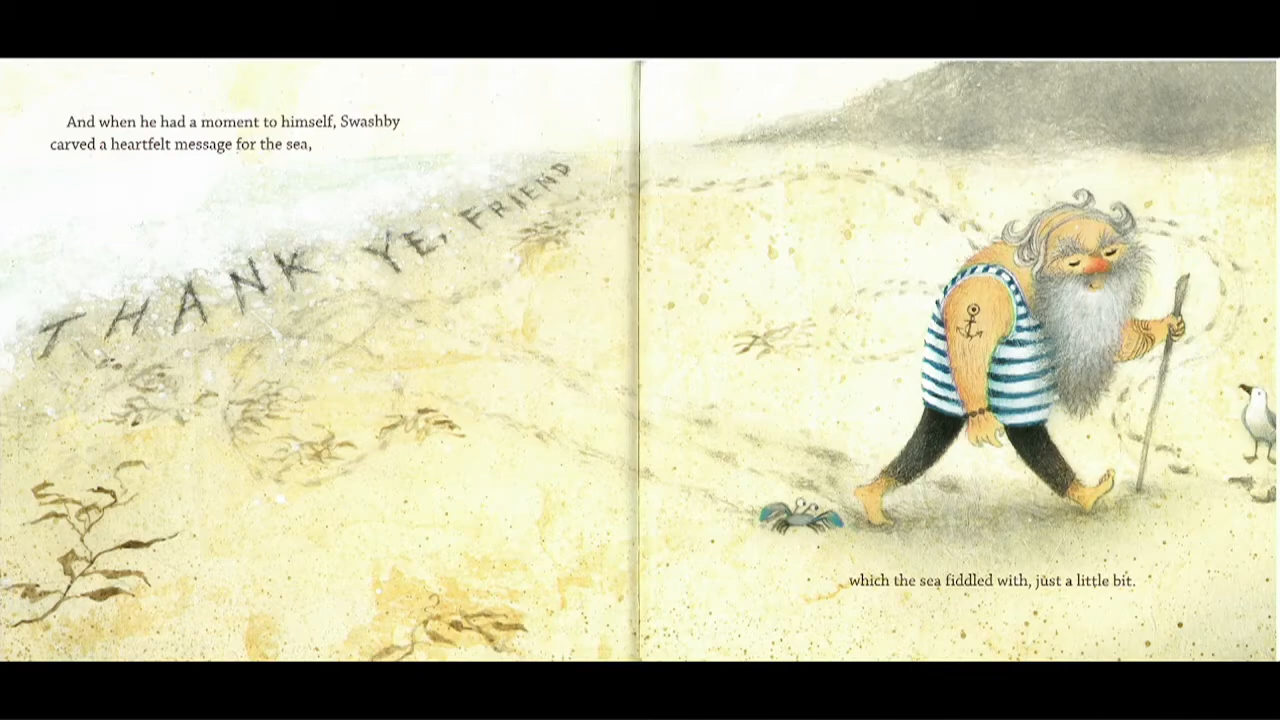 And when he had a moment to himself, Swashby
carved a heartfelt message for the sea,
THANK YE, FRIEND
which the sea fiddled with, just a little bit.